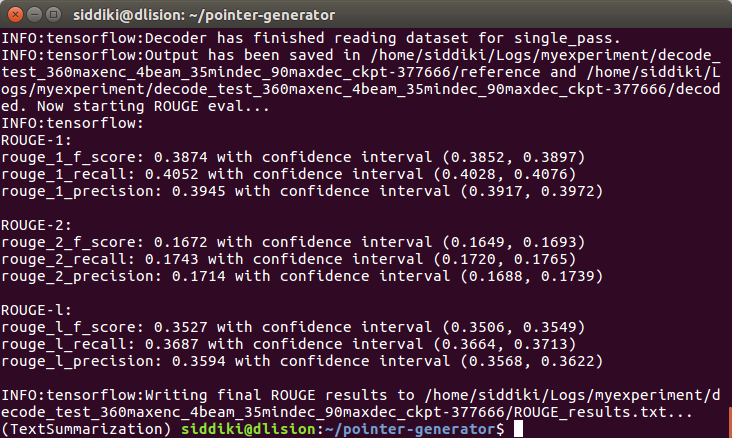 siddiki@dlision: ~/pointer-generator
INFO:tensorflow:Decoder has finished reading dataset for single_pass.
INFO:tensorflow:Output has been saved in /home/siddiki/Logs/myexperiment/decode_
test_360maxenc_4beam_35mindec_90maxdec_ckpt-377666/reference and /home/siddiki/L
ogs/myexperiment/decode_test_360maxenc_4beam_35mindec_90maxdec_ckpt-377666/decod
ed. Now starting ROUGE eval...
INFO:tensorflow:
ROUGE-1:
rouge_1_f_score: 0.3874 with confidence interval (0.3852, 0.3897)
rouge_1_recall: 0.4052 with confidence interval (0.4028, 0.4076)
rouge_1_precision: 0.3945 with confidence interval (0.3917, 0.3972)

ROUGE-2:
rouge_2_f_score: 0.1672 with confidence interval (0.1649, 0.1693)
rouge_2_recall: 0.1743 with confidence interval (0.1720, 0.1765)
rouge_2_precision: 0.1714 with confidence interval (0.1688, 0.1739)

ROUGE-l:
rouge_l_f_score: 0.3527 with confidence interval (0.3506, 0.3549)
rouge_l_recall: 0.3687 with confidence interval (0.3664, 0.3713)
rouge_l_precision: 0.3594 with confidence interval (0.3568, 0.3622)

INFO:tensorflow:Writing final ROUGE results to /home/siddiki/Logs/myexperiment/d
ecode_test_360maxenc_4beam_35mindec_90maxdec_ckpt-377666/ROUGE_results.txt...
(TextSummarization) siddiki@dlision:~/pointer-generator$